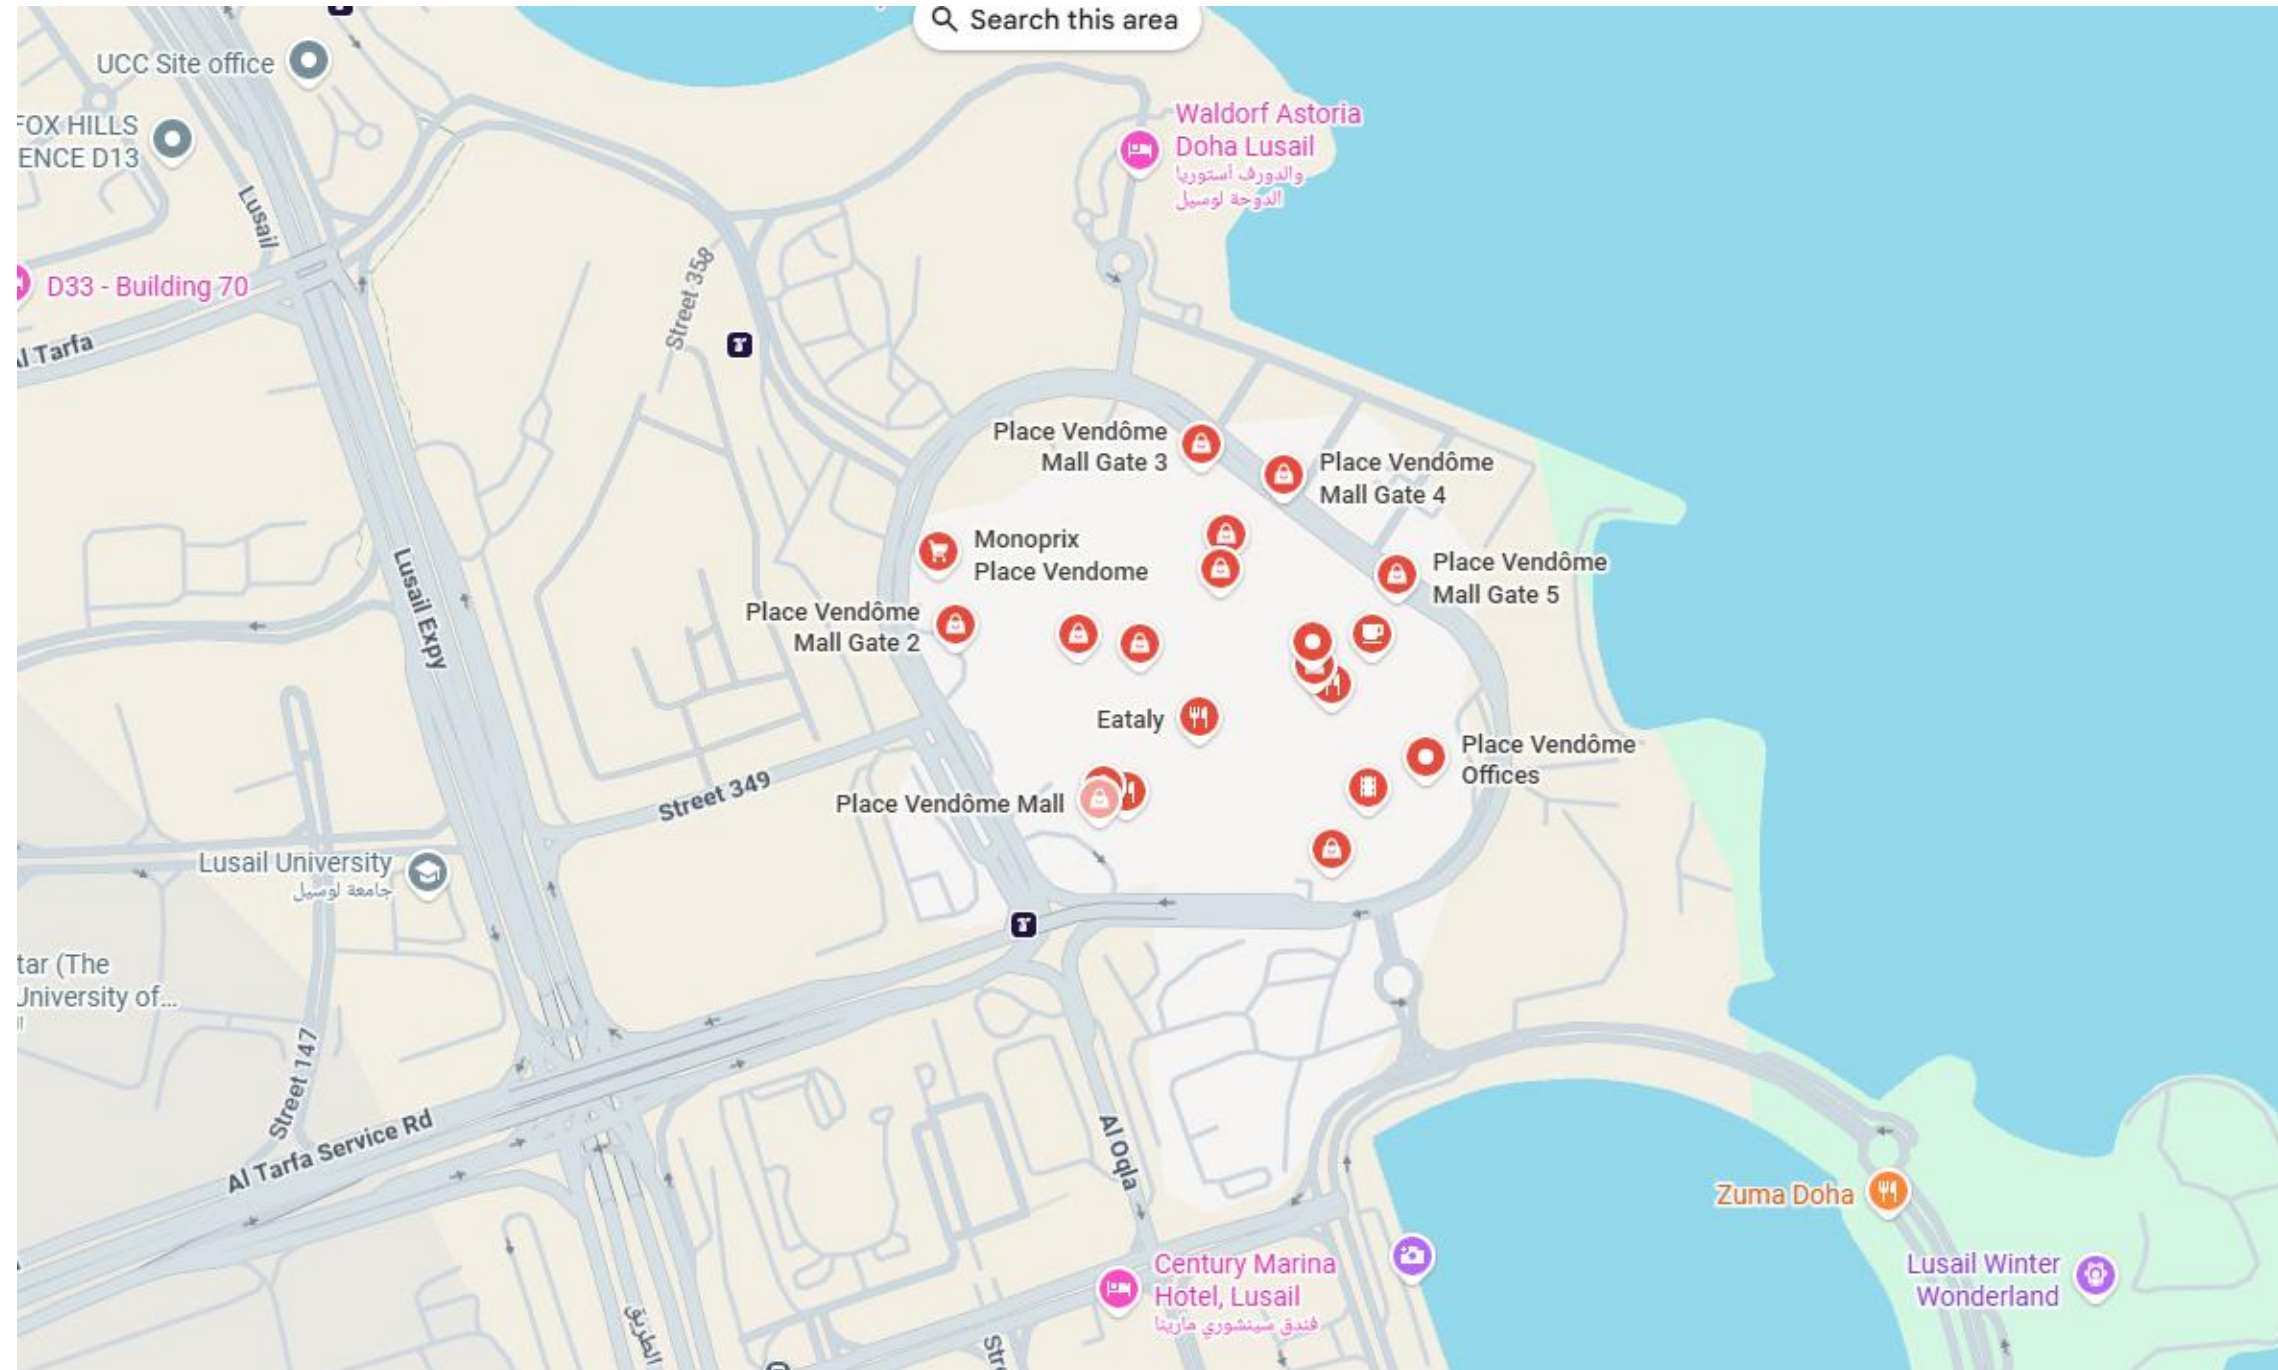 Search this area
UCC Site office
FOX HILLS
ENCE D13
Waldorf Astoria
Doha Lusail
والدورف أستوريا
الدوحة لوسيل
Lusail
D33 - Building 70
Al Tarfa
Street 358
Place Vendôme
Mall Gate 3
Place Vendôme
Mall Gate 4
Monoprix
Place Vendome
Place Vendôme
Mall Gate 5
Place Vendôme
Mall Gate 2
Lusail Expy
Eataly
Place Vendôme
Offices
Street 349
Place Vendôme Mall
Lusail University
جامعة لوسيل
tar (The
University of...
Street 147
Al Tarfa Service Rd
Al Oqla
Zuma Doha
Century Marina
Hotel, Lusail
فندق سينشوري مارينا
Lusail Winter
Wonderland
الطريق
Stre